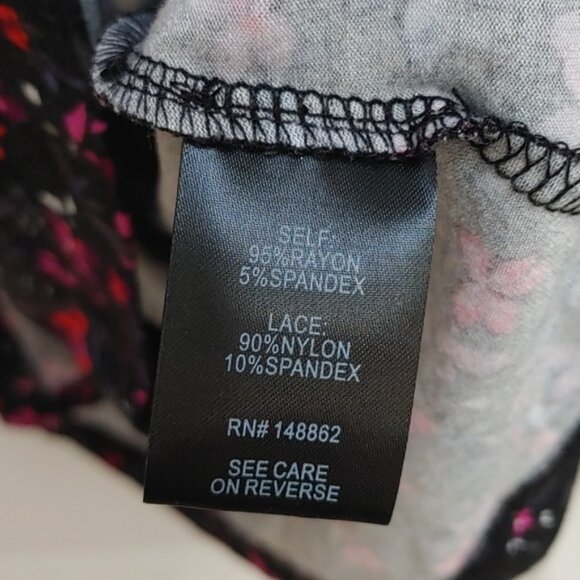 SELF:
95%RAYON
5%SPANDEX
LACE:
90%NYLON
10%SPANDEX
RN# 148862
SEE CARE
ON REVERSE